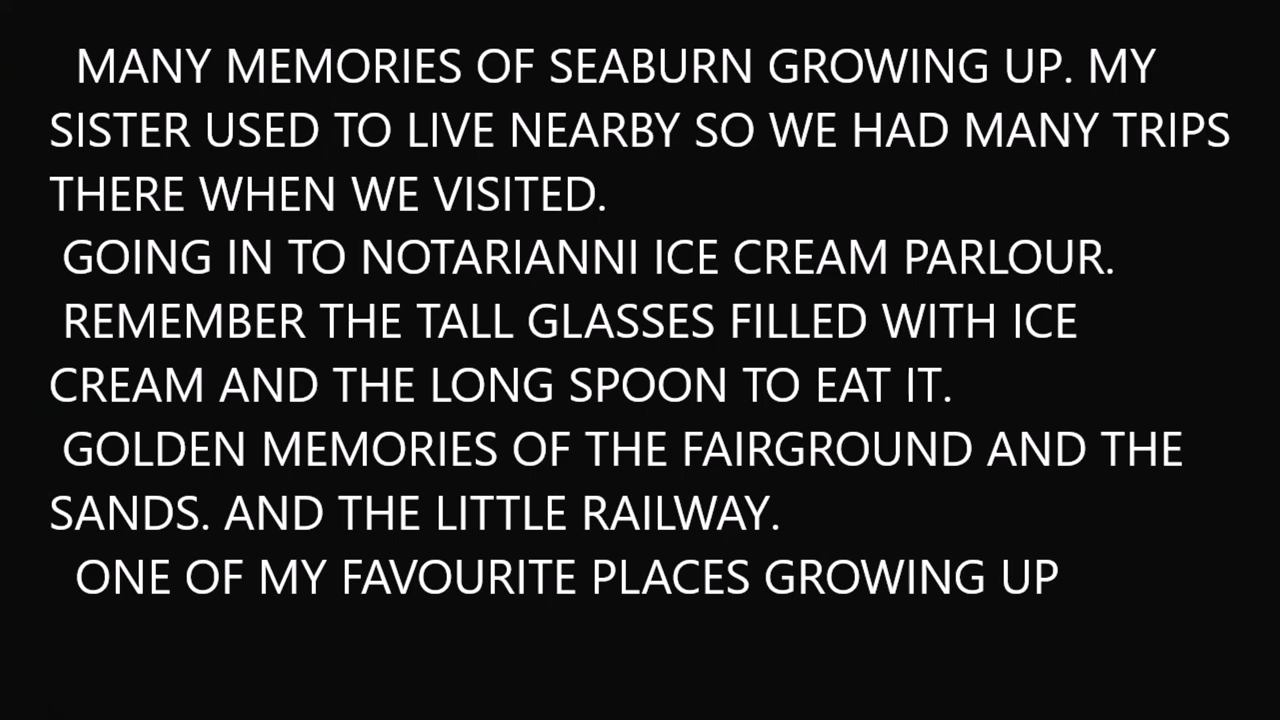 MANY MEMORIES OF SEABURN GROWING UP. MY
SISTER USED TO LIVE NEARBY SO WE HAD MANY TRIPS
THERE WHEN WE VISITED.
GOING IN TO NOTARIANNI ICE CREAM PARLOUR.
REMEMBER THE TALL GLASSES FILLED WITH ICE
CREAM AND THE LONG SPOON TO EAT IT.
GOLDEN MEMORIES OF THE FAIRGROUND AND THE
SANDS. AND THE LITTLE RAILWAY.
ONE OF MY FAVOURITE PLACES GROWING UP